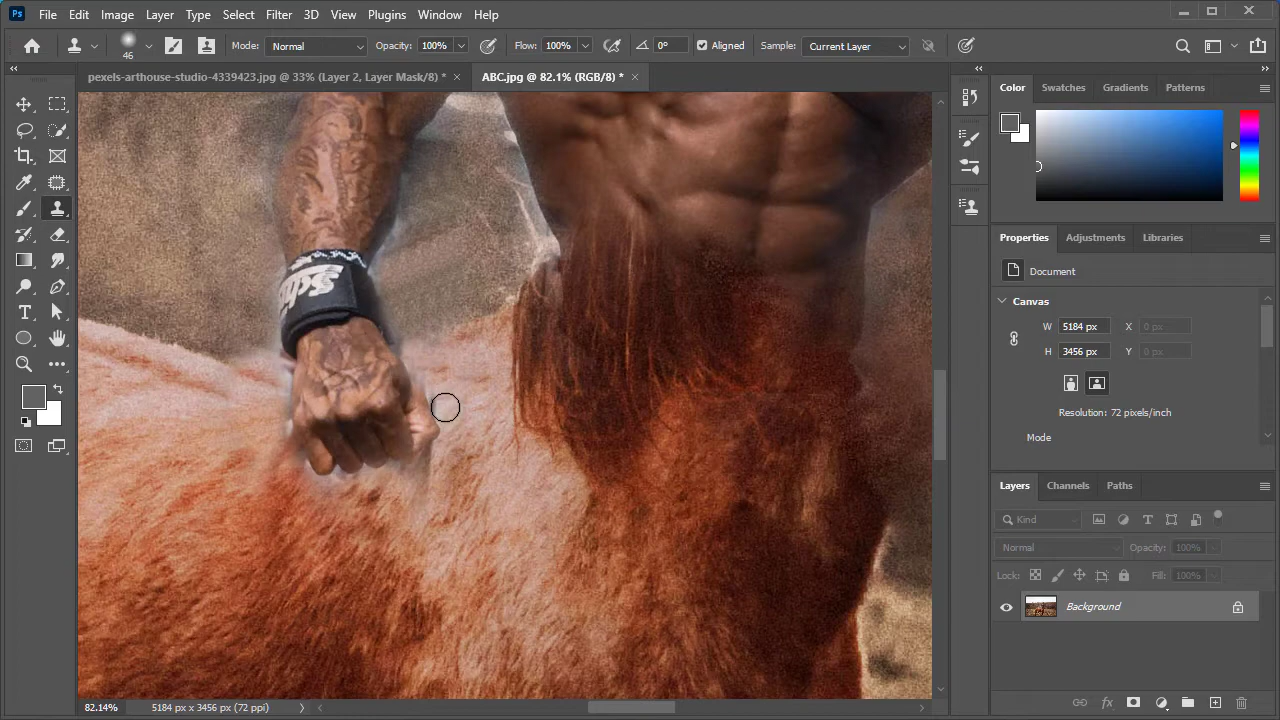 Ps File Edit Image Layer Type Select Filter 3D View Plugins Window Help
46 Mode: Normal Opacity: 100% Flow: 100% 0° Aligned Sample: Current Layer
pexels-arthouse-studio-4339423.jpg @ 33% (Layer 2, Layer Mask/8) * ABC.jpg @ 82.1% (RGB/8) *
Color Swatches Gradients Patterns
Properties Adjustments Libraries
Document
Canvas
W 5184 px X 0 px
H 3456 px Y 0 px
Resolution: 72 pixels/inch
Mode
Layers Channels Paths
Kind
Normal Opacity: 100%
Lock: Fill: 100%
Background
82.14% 5184 px x 3456 px (72 ppi)